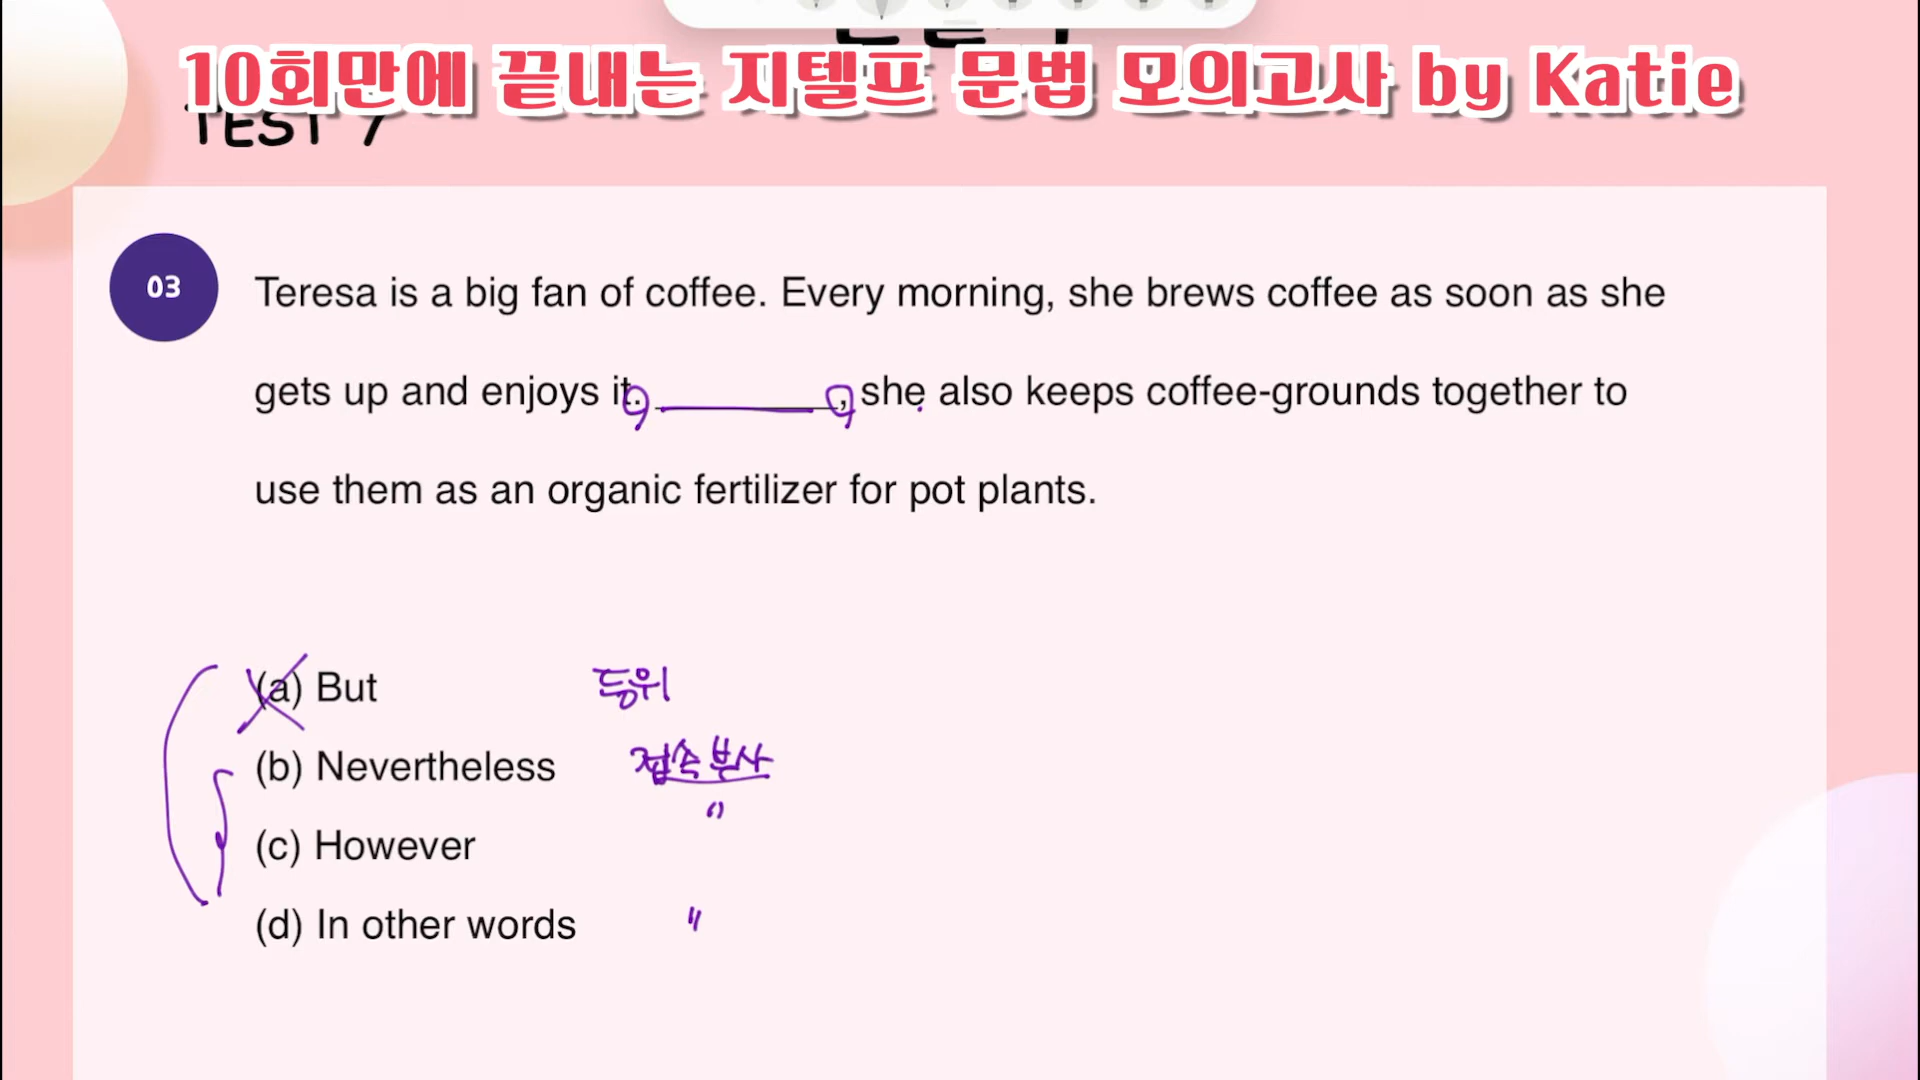 10회만에 끝내는 지텔프 문법 모의고사 by Katie
TEST 7
03
Teresa is a big fan of coffee. Every morning, she brews coffee as soon as she
gets up and enjoys it. ________, she also keeps coffee-grounds together to
use them as an organic fertilizer for pot plants.
(a) But 등위
(b) Nevertheless 접속부사
〃
(c) However
(d) In other words 〃